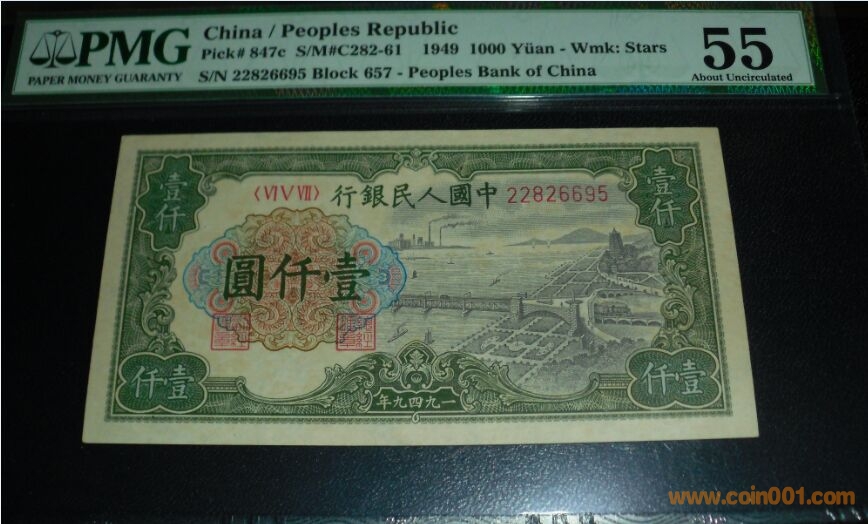 PMG
PAPER MONEY GUARANTY
China / Peoples Republic
Pick# 847c S/M#C282-61 1949 1000 Yüan - Wmk: Stars
S/N 22826695 Block 657 - Peoples Bank of China
55
About Uncirculated
壹仟
〈VI V VII〉 行銀民人國中 22826695
壹仟
圓仟壹
仟壹
年九四九一
仟壹
6
www.coin001.com